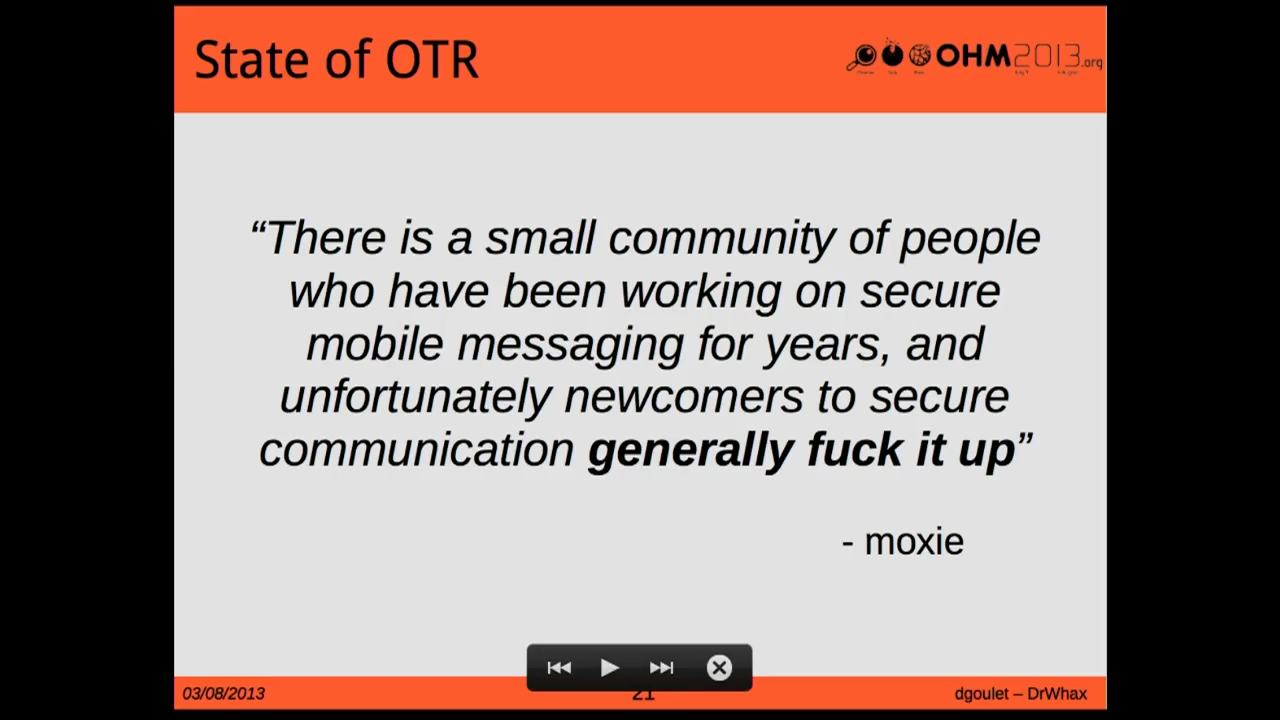 State of OTR
OHM2013.org
“There is a small community of people
who have been working on secure
mobile messaging for years, and
unfortunately newcomers to secure
communication generally fuck it up”
- moxie
03/08/2013
21
dgoulet – DrWhax